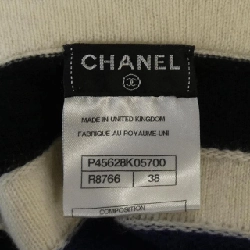 CHANEL
MADE IN UNITED KINGDOM
FABRIQUE AU ROYAUME UNI
P45628K05700
R8766 38
COMPOSITION